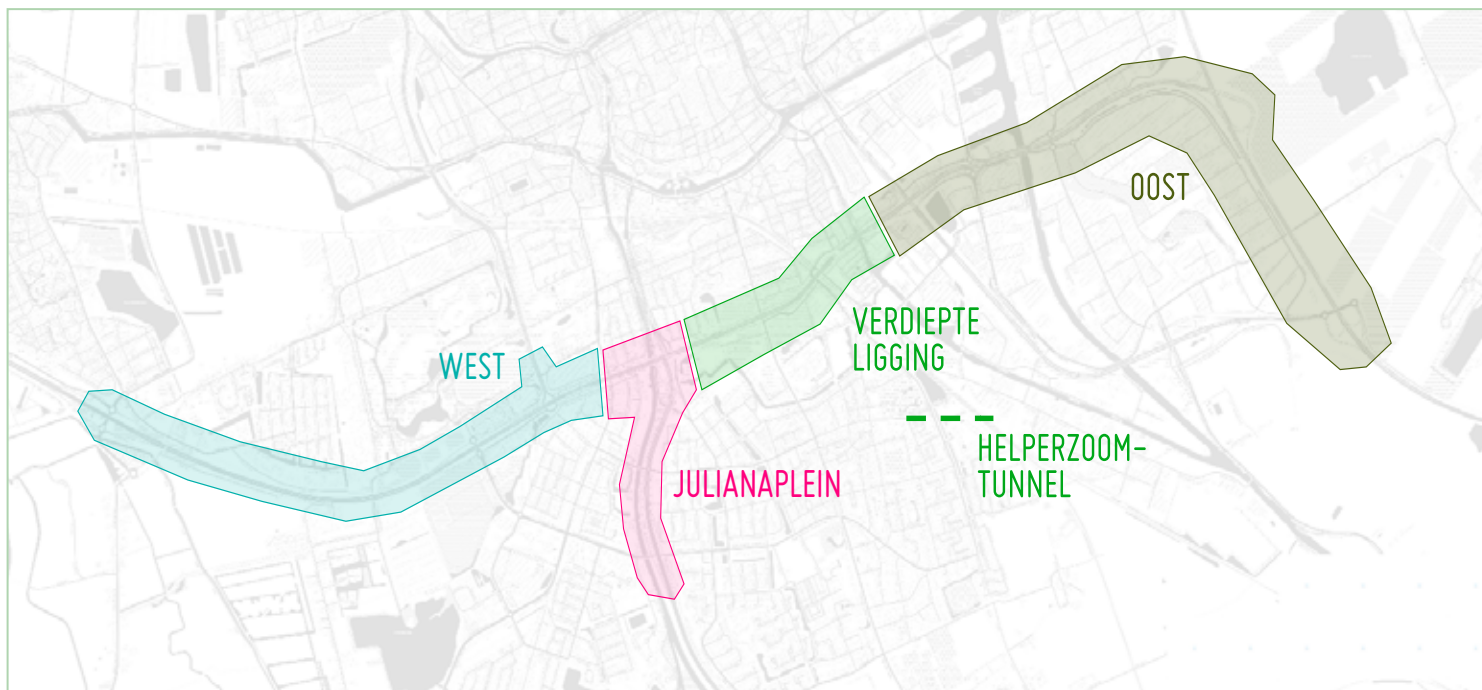 OOST
VERDIEPTE
LIGGING
WEST
HELPERZOOM-
TUNNEL
JULIANAPLEIN